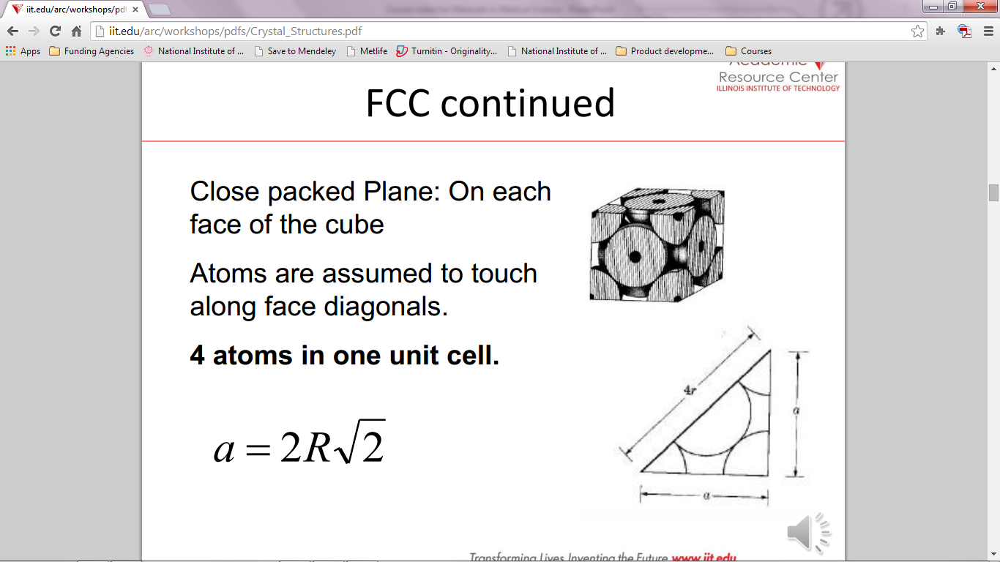 iit.edu/arc/workshops/pd
iit.edu/arc/workshops/pdfs/Crystal_Structures.pdf
Apps Funding Agencies National Institute of ... Save to Mendeley Metlife Turnitin - Originality... National Institute of ... Product developme... Courses
Academic
Resource Center
ILLINOIS INSTITUTE OF TECHNOLOGY
FCC continued
Close packed Plane: On each
face of the cube
Atoms are assumed to touch
along face diagonals.
4 atoms in one unit cell.
a = 2R√2
4r
a
a
Transforming Lives. Inventing the Future. www.iit.edu